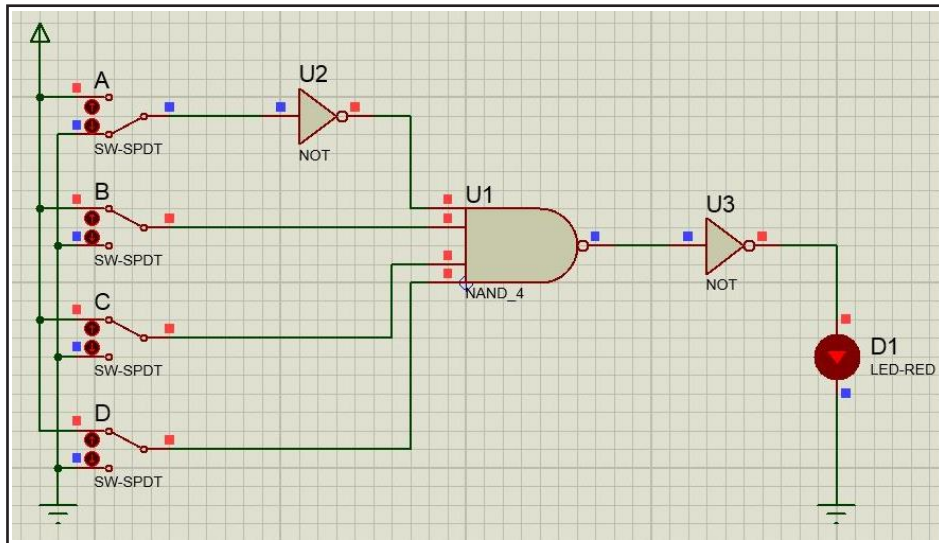 A
U2
SW-SPDT
NOT
B
U1
U3
SW-SPDT
NAND_4
NOT
C
D1
LED-RED
SW-SPDT
D
SW-SPDT